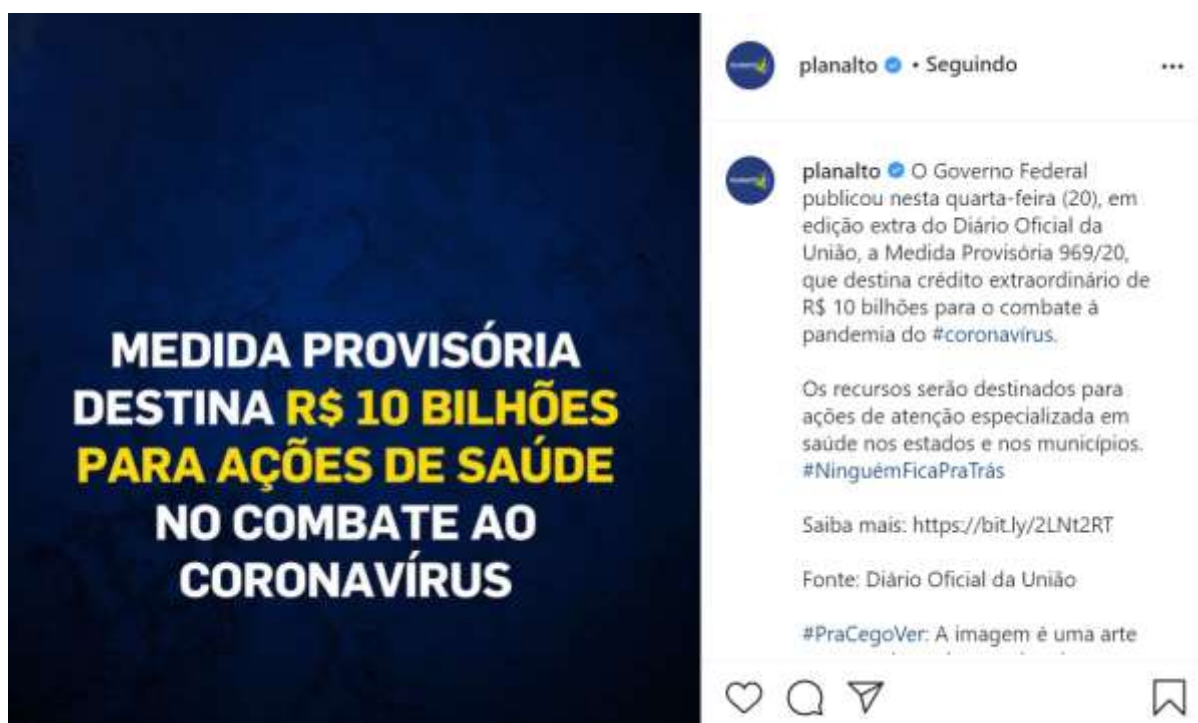 MEDIDA PROVISÓRIA
DESTINA R$ 10 BILHÕES
PARA AÇÕES DE SAÚDE
NO COMBATE AO
CORONAVÍRUS
planalto • Seguindo
planalto O Governo Federal
publicou nesta quarta-feira (20), em
edição extra do Diário Oficial da
União, a Medida Provisória 969/20,
que destina crédito extraordinário de
R$ 10 bilhões para o combate à
pandemia do #coronavírus.
Os recursos serão destinados para
ações de atenção especializada em
saúde nos estados e nos municípios.
#NinguémFicaPraTrás
Saiba mais: https://bit.ly/2LNt2RT
Fonte: Diário Oficial da União
#PraCegoVer: A imagem é uma arte